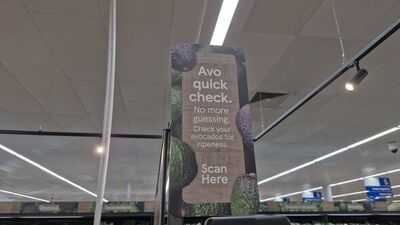 Avo
quick
check.
No more
guessing.
Check your
avocados for
ripeness.
Scan
Here